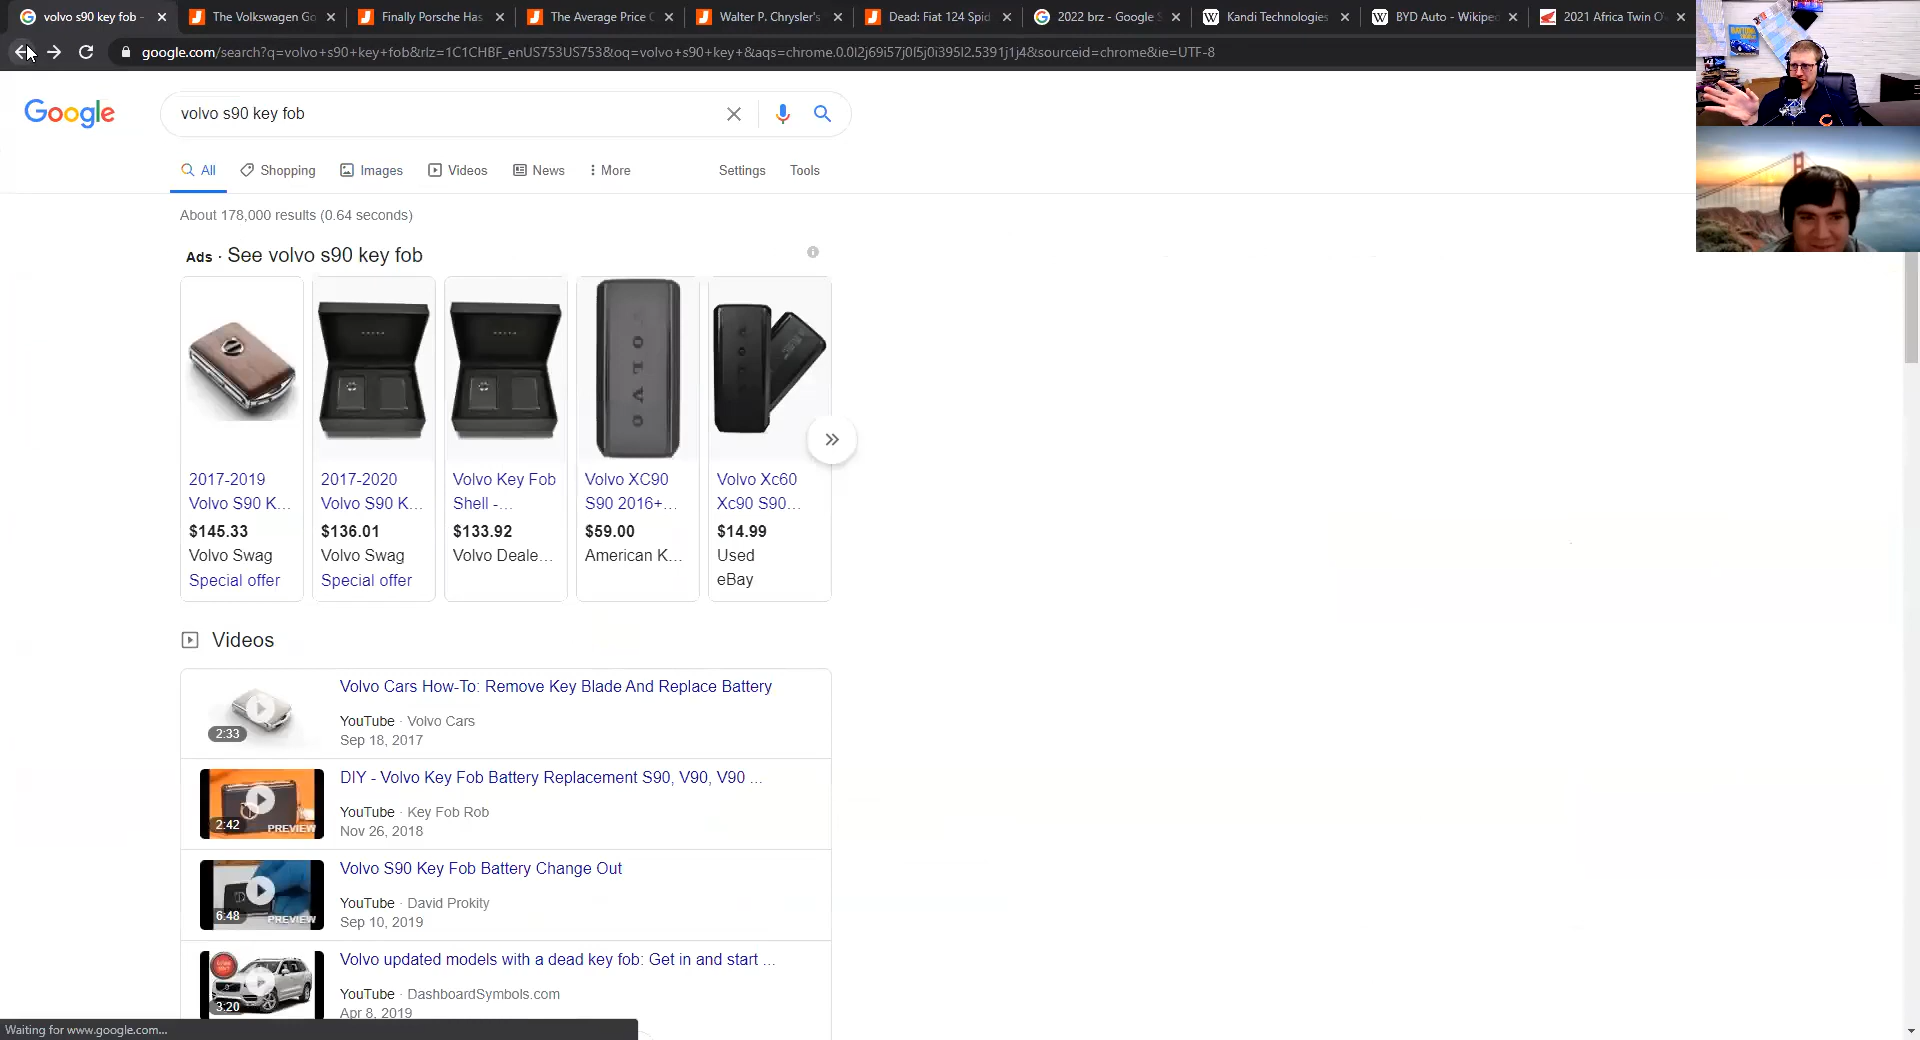 volvo s90 key fob -
The Volkswagen Go
Finally Porsche Has
The Average Price
Walter P. Chrysler's
Dead: Fiat 124 Spid
2022 brz - Google S
Kandi Technologies
BYD Auto - Wikiped
2021 Africa Twin O
google.com/search?q=volvo+s90+key+fob&rlz=1C1CHBF_enUS753US753&oq=volvo+s90+key+&aqs=chrome.0.0l2j69i57j0l5j0i395l2.5391j1j4&sourceid=chrome&ie=UTF-8
Google
volvo s90 key fob
All Shopping Images Videos News More Settings Tools
About 178,000 results (0.64 seconds)
Ads · See volvo s90 key fob
VOLVO
2017-2019
Volvo S90 K...
$145.33
Volvo Swag
Special offer
2017-2020
Volvo S90 K...
$136.01
Volvo Swag
Special offer
Volvo Key Fob
Shell -...
$133.92
Volvo Deale...
Volvo XC90
S90 2016+...
$59.00
American K...
Volvo Xc60
Xc90 S90...
$14.99
Used
eBay
Videos
2:33
Volvo Cars How-To: Remove Key Blade And Replace Battery
YouTube · Volvo Cars
Sep 18, 2017
2:42
PREVIEW
DIY - Volvo Key Fob Battery Replacement S90, V90, V90 ...
YouTube · Key Fob Rob
Nov 26, 2018
6:48
PREVIEW
Volvo S90 Key Fob Battery Change Out
YouTube · David Prokity
Sep 10, 2019
3:20
Volvo updated models with a dead key fob: Get in and start ...
YouTube · DashboardSymbols.com
Apr 8, 2019
Waiting for www.google.com...